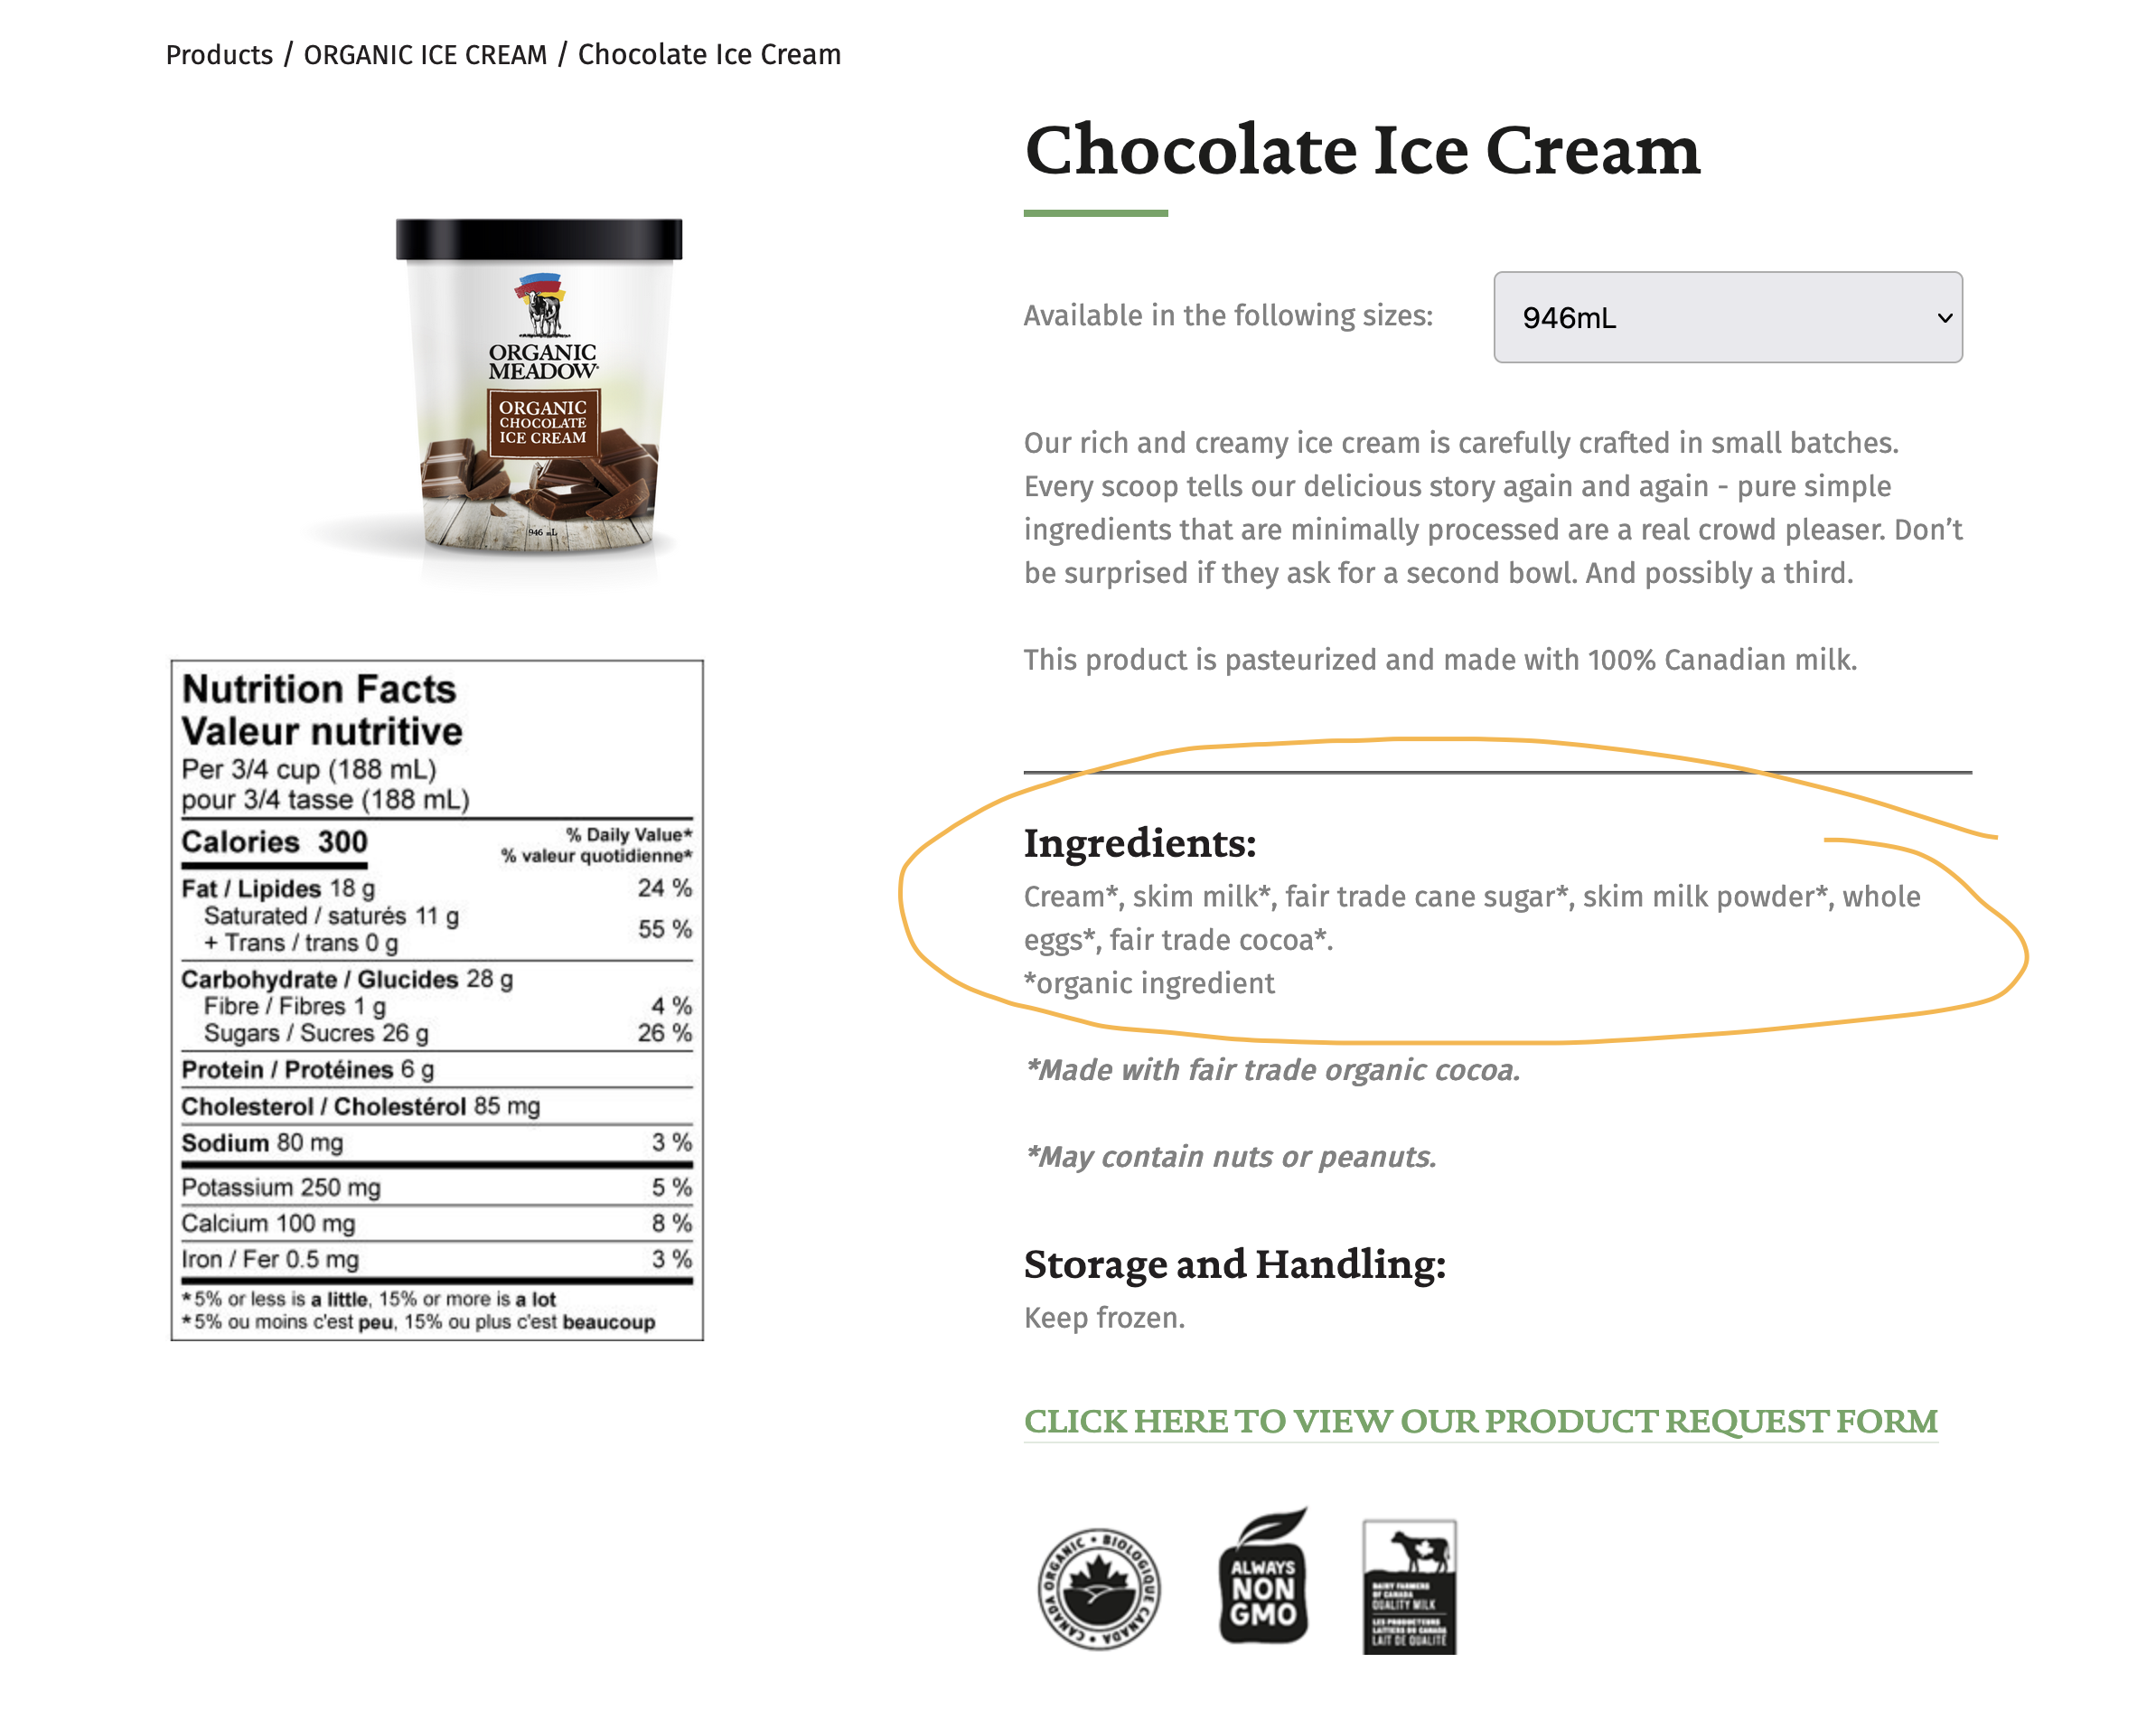 Products / ORGANIC ICE CREAM / Chocolate Ice Cream
ORGANIC
MEADOW
ORGANIC
CHOCOLATE
ICE CREAM
946 mL
Nutrition Facts
Valeur nutritive
Per 3/4 cup (188 mL)
pour 3/4 tasse (188 mL)
Calories 300
% Daily Value*
% valeur quotidienne*
Fat / Lipides 18 g 24 %
Saturated / saturés 11 g
+ Trans / trans 0 g 55 %
Carbohydrate / Glucides 28 g
Fibre / Fibres 1 g 4 %
Sugars / Sucres 26 g 26 %
Protein / Protéines 6 g
Cholesterol / Cholestérol 85 mg
Sodium 80 mg 3 %
Potassium 250 mg 5 %
Calcium 100 mg 8 %
Iron / Fer 0.5 mg 3 %
*5% or less is a little, 15% or more is a lot
*5% ou moins c'est peu, 15% ou plus c'est beaucoup
Chocolate Ice Cream
Available in the following sizes: 946mL
Our rich and creamy ice cream is carefully crafted in small batches.
Every scoop tells our delicious story again and again - pure simple
ingredients that are minimally processed are a real crowd pleaser. Don’t
be surprised if they ask for a second bowl. And possibly a third.
This product is pasteurized and made with 100% Canadian milk.
Ingredients:
Cream*, skim milk*, fair trade cane sugar*, skim milk powder*, whole
eggs*, fair trade cocoa*.
*organic ingredient
*Made with fair trade organic cocoa.
*May contain nuts or peanuts.
Storage and Handling:
Keep frozen.
CLICK HERE TO VIEW OUR PRODUCT REQUEST FORM
CANADA ORGANIC • BIOLOGIQUE CANADA
ALWAYS
NON
GMO
DAIRY FARMERS
OF CANADA
QUALITY MILK
LES PRODUCTEURS
LAITIERS DU CANADA
LAIT DE QUALITÉ